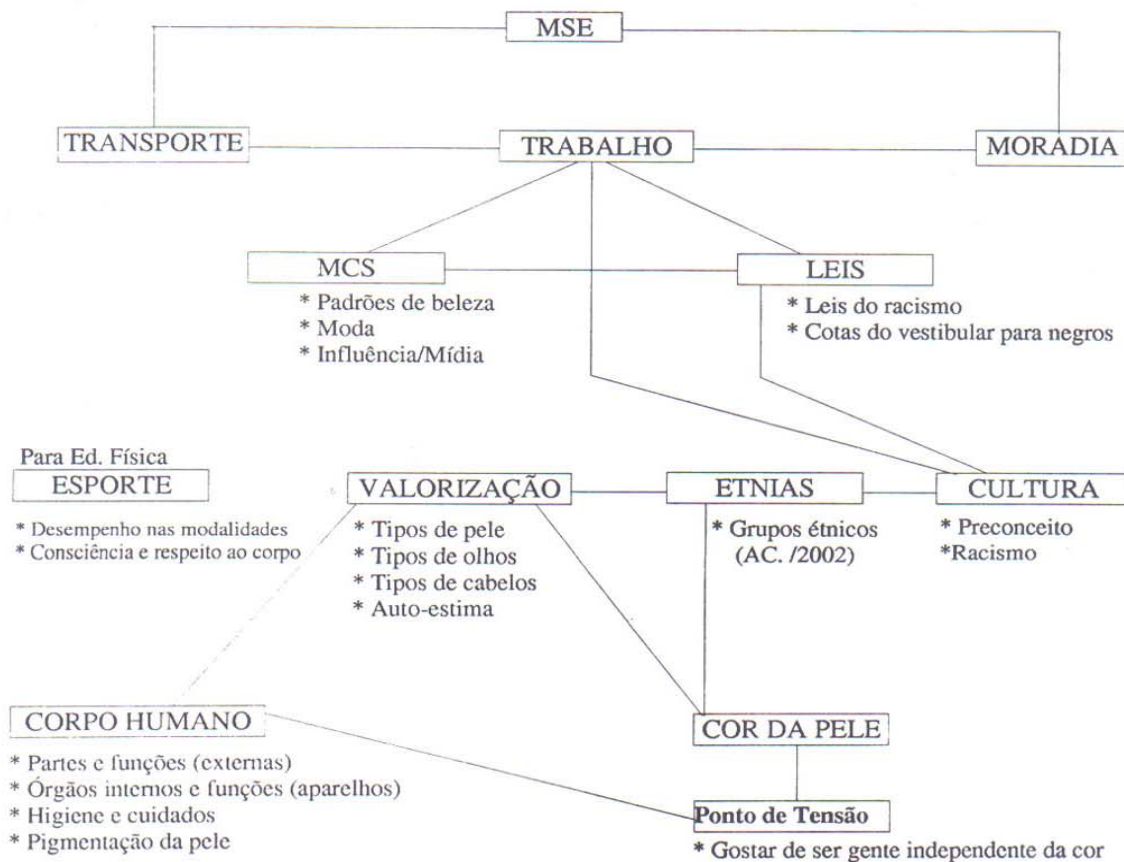 MSE
TRANSPORTE
TRABALHO
MORADIA
MCS
* Padrões de beleza
* Moda
* Influência/Mídia
LEIS
* Leis do racismo
* Cotas do vestibular para negros
Para Ed. Física
ESPORTE
* Desempenho nas modalidades
* Consciência e respeito ao corpo
VALORIZAÇÃO
* Tipos de pele
* Tipos de olhos
* Tipos de cabelos
* Auto-estima
ETNIAS
* Grupos étnicos
(AC. /2002)
CULTURA
* Preconceito
*Racismo
CORPO HUMANO
* Partes e funções (externas)
* Órgãos internos e funções (aparelhos)
* Higiene e cuidados
* Pigmentação da pele
COR DA PELE
Ponto de Tensão
* Gostar de ser gente independente da cor